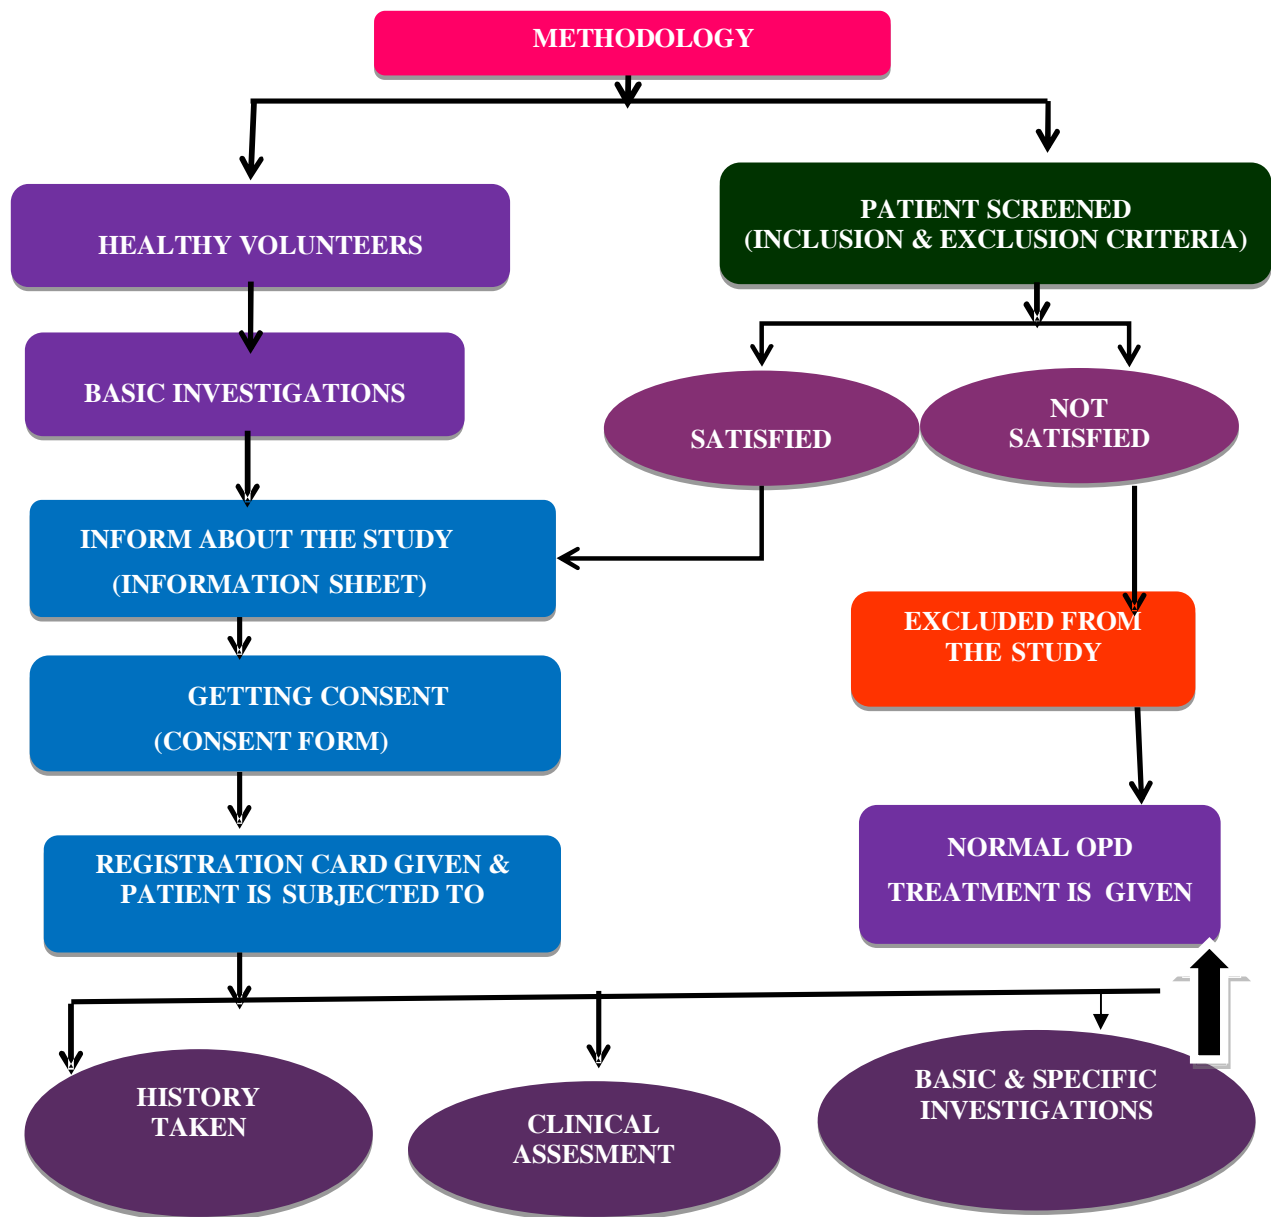 METHODOLOGY
HEALTHY VOLUNTEERS
PATIENT SCREENED
(INCLUSION & EXCLUSION CRITERIA)
BASIC INVESTIGATIONS
SATISFIED
NOT
SATISFIED
INFORM ABOUT THE STUDY
(INFORMATION SHEET)
EXCLUDED FROM
THE STUDY
GETTING CONSENT
(CONSENT FORM)
REGISTRATION CARD GIVEN &
PATIENT IS SUBJECTED TO
NORMAL OPD
TREATMENT IS GIVEN
HISTORY
TAKEN
CLINICAL
ASSESMENT
BASIC & SPECIFIC
INVESTIGATIONS